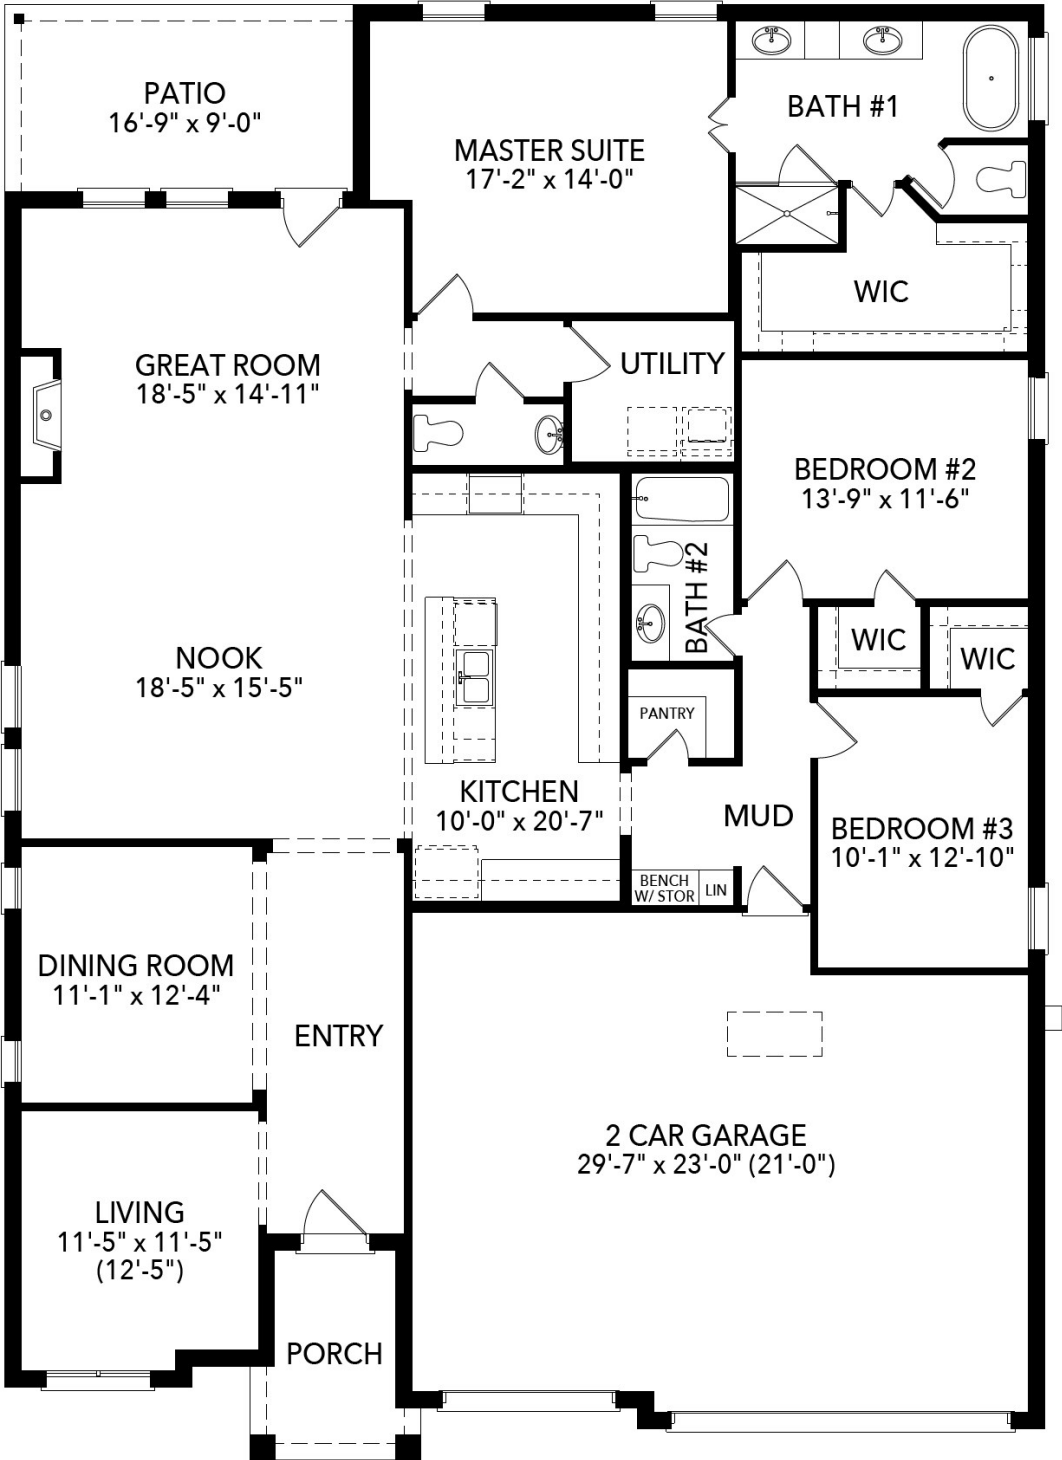 PATIO
16'-9" x 9'-0"
MASTER SUITE
17'-2" x 14'-0"
BATH #1
WIC
GREAT ROOM
18'-5" x 14'-11"
UTILITY
BEDROOM #2
13'-9" x 11'-6"
BATH #2
WIC
WIC
NOOK
18'-5" x 15'-5"
PANTRY
KITCHEN
10'-0" x 20'-7"
MUD
BEDROOM #3
10'-1" x 12'-10"
BENCH
W/ STOR
LIN
DINING ROOM
11'-1" x 12'-4"
ENTRY
2 CAR GARAGE
29'-7" x 23'-0" (21'-0")
LIVING
11'-5" x 11'-5"
(12'-5")
PORCH